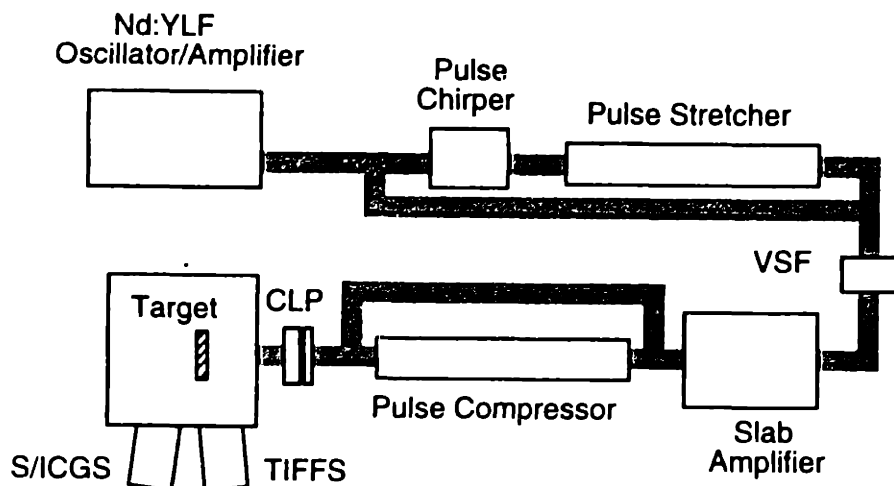 Nd:YLF
Oscillator/Amplifier
Pulse
Chirper
Pulse Stretcher
VSF
Target
CLP
Pulse Compressor
Slab
Amplifier
S/ICGS
TIFFS